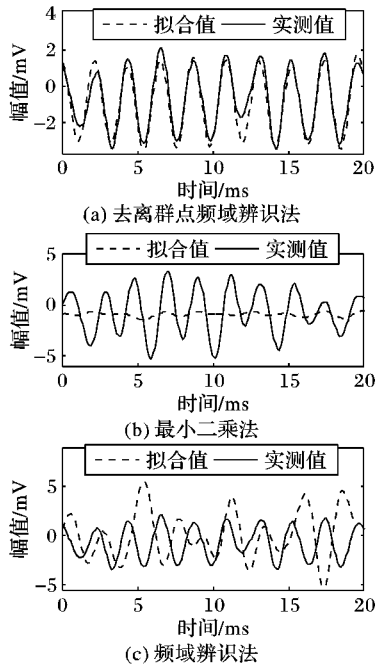 拟合值 实测值
幅值/mV
4
2
0
−2
0 5 10 15 20
时间/ms
(a) 去离群点频域辨识法
拟合值 实测值
幅值/mV
5
0
−5
0 5 10 15 20
时间/ms
(b) 最小二乘法
拟合值 实测值
幅值/mV
5
0
−5
0 5 10 15 20
时间/ms
(c) 频域辨识法